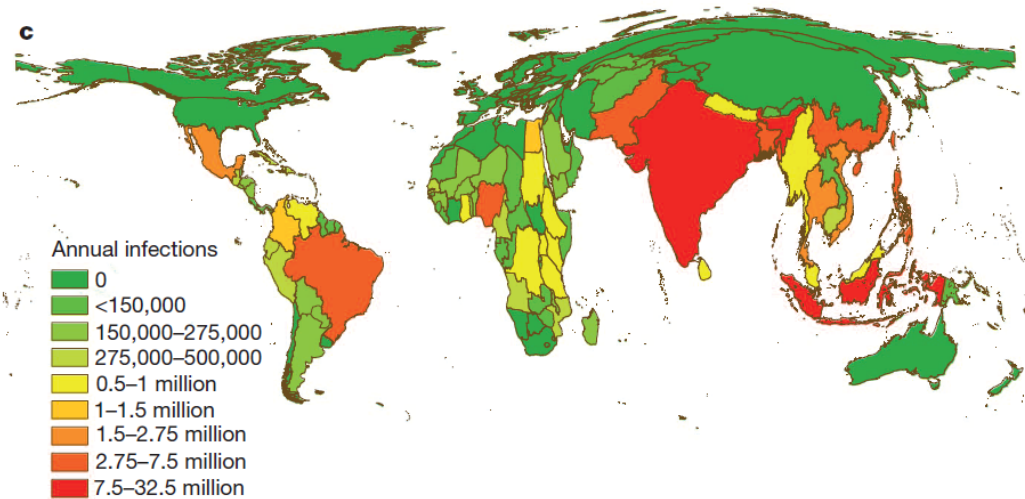 c
Annual infections
0
<150,000
150,000–275,000
275,000–500,000
0.5–1 million
1–1.5 million
1.5–2.75 million
2.75–7.5 million
7.5–32.5 million